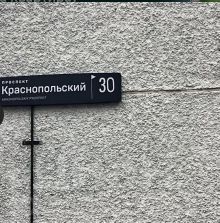 ПРОСПЕКТ
Краснопольский
KRASNOPOLSKIY PROSPEKT
30